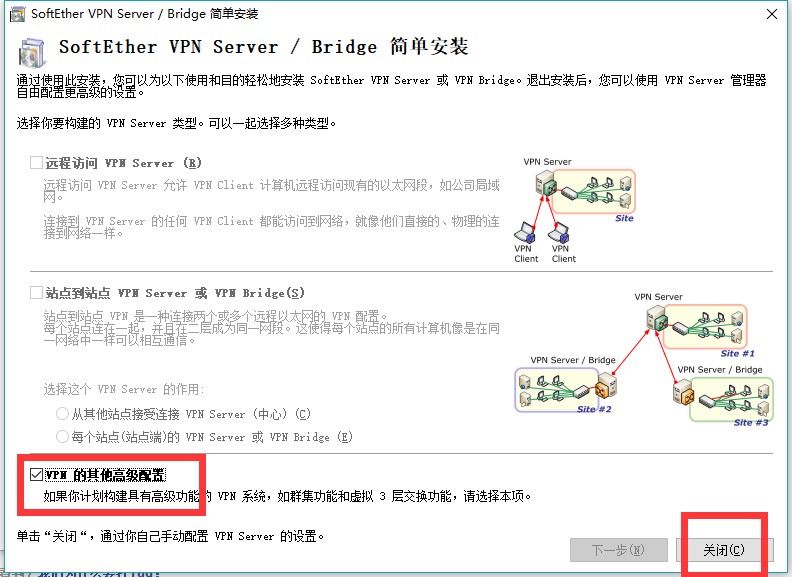 SoftEther VPN Server / Bridge 简单安装
SoftEther VPN Server / Bridge 简单安装
通过使用此安装，您可以为以下使用和目的轻松地安装 SoftEther VPN Server 或 VPN Bridge。退出安装后，您可以使用 VPN Server 管理器
自由配置更高级的设置。
选择你要构建的 VPN Server 类型。可以一起选择多种类型。
远程访问 VPN Server (R)
远程访问 VPN Server 允许 VPN Client 计算机远程访问现有的以太网段，如公司局域
网。
连接到 VPN Server 的任何 VPN Client 都能访问到网络，就像他们直接的、物理的连
接到网络一样。
VPN Server
Site
VPN
Client
VPN
Client
站点到站点 VPN Server 或 VPN Bridge(S)
站点到站点 VPN 是一种连接两个或多个远程以太网的 VPN 配置。
每个站点连在一起，并且在二层成为同一网段。这使得每个站点的所有计算机像是在同
一网络中一样可以相互通信。
选择这个 VPN Server 的作用:
从其他站点接受连接 VPN Server (中心) (C)
每个站点(站点端)的 VPN Server 或 VPN Bridge (E)
VPN Server
Site #1
VPN Server / Bridge
Site #2
VPN Server / Bridge
Site #3
VPN 的其他高级配置
如果你计划构建具有高级功能的 VPN 系统，如群集功能和虚拟 3 层交换功能，请选择本项。
单击“关闭“，通过你自己手动配置 VPN Server 的设置。
下一步(N)
关闭(C)